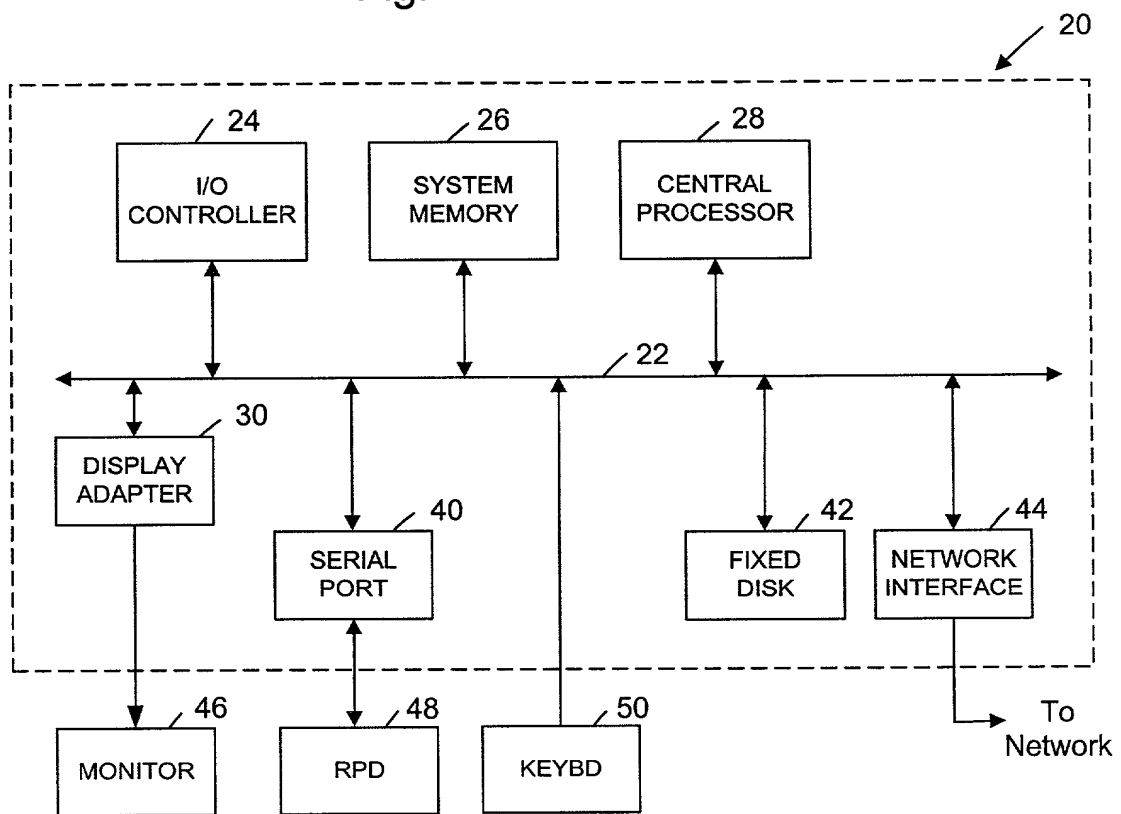 20
24
26
28
I/O
CONTROLLER
SYSTEM
MEMORY
CENTRAL
PROCESSOR
22
30
DISPLAY
ADAPTER
40
42
44
SERIAL
PORT
FIXED
DISK
NETWORK
INTERFACE
46
48
50
MONITOR
RPD
KEYBD
To
Network